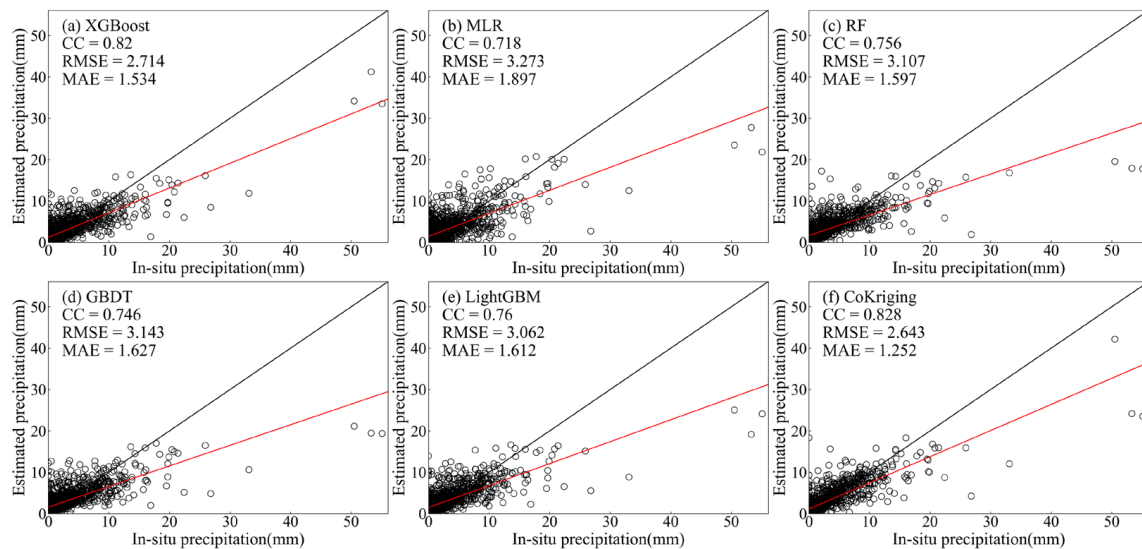 (a) XGBoost
CC = 0.82
RMSE = 2.714
MAE = 1.534
Estimated precipitation(mm)
50
40
30
20
10
0
0 10 20 30 40 50
In-situ precipitation(mm)
(b) MLR
CC = 0.718
RMSE = 3.273
MAE = 1.897
Estimated precipitation(mm)
50
40
30
20
10
0
0 10 20 30 40 50
In-situ precipitation(mm)
(c) RF
CC = 0.756
RMSE = 3.107
MAE = 1.597
Estimated precipitation(mm)
50
40
30
20
10
0
0 10 20 30 40 50
In-situ precipitation(mm)
(d) GBDT
CC = 0.746
RMSE = 3.143
MAE = 1.627
Estimated precipitation(mm)
50
40
30
20
10
0
0 10 20 30 40 50
In-situ precipitation(mm)
(e) LightGBM
CC = 0.76
RMSE = 3.062
MAE = 1.612
Estimated precipitation(mm)
50
40
30
20
10
0
0 10 20 30 40 50
In-situ precipitation(mm)
(f) CoKriging
CC = 0.828
RMSE = 2.643
MAE = 1.252
Estimated precipitation(mm)
50
40
30
20
10
0
0 10 20 30 40 50
In-situ precipitation(mm)